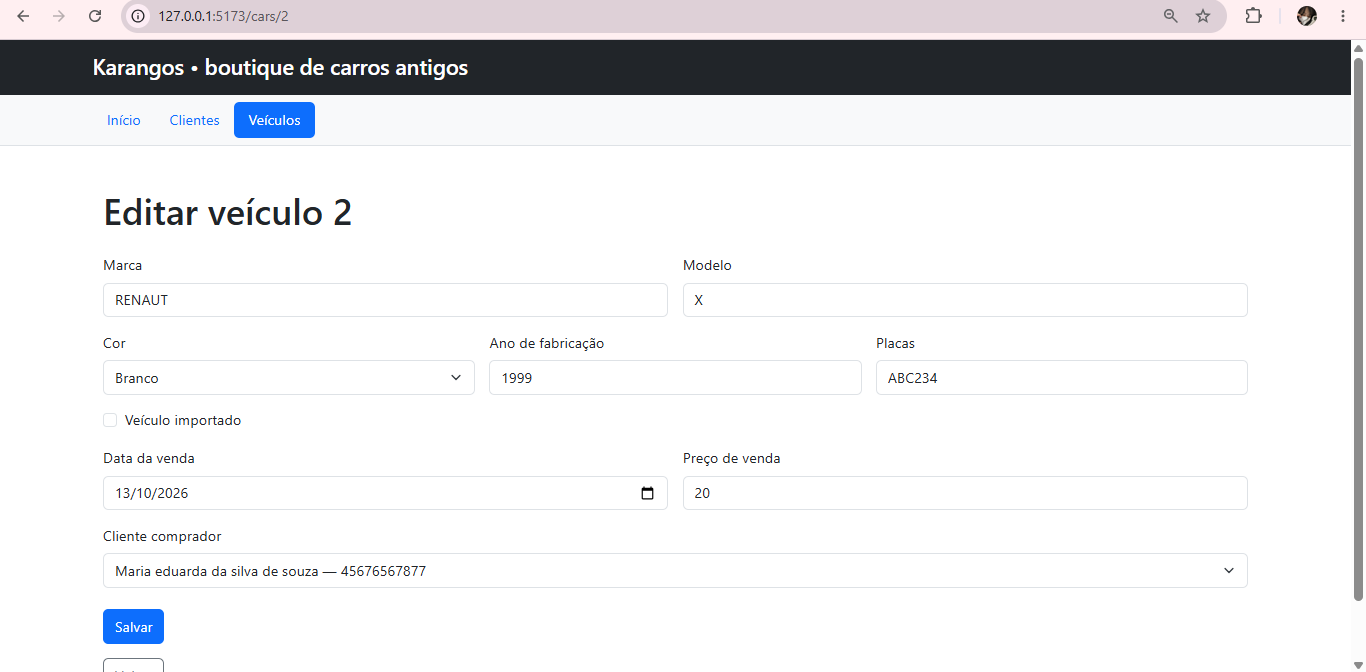 127.0.0.1:5173/cars/2
Karangos • boutique de carros antigos
Início Clientes Veículos
Editar veículo 2
Marca Modelo
RENAUT X
Cor Ano de fabricação Placas
Branco 1999 ABC234
Veículo importado
Data da venda Preço de venda
13/10/2026 20
Cliente comprador
Maria eduarda da silva de souza — 45676567877
Salvar